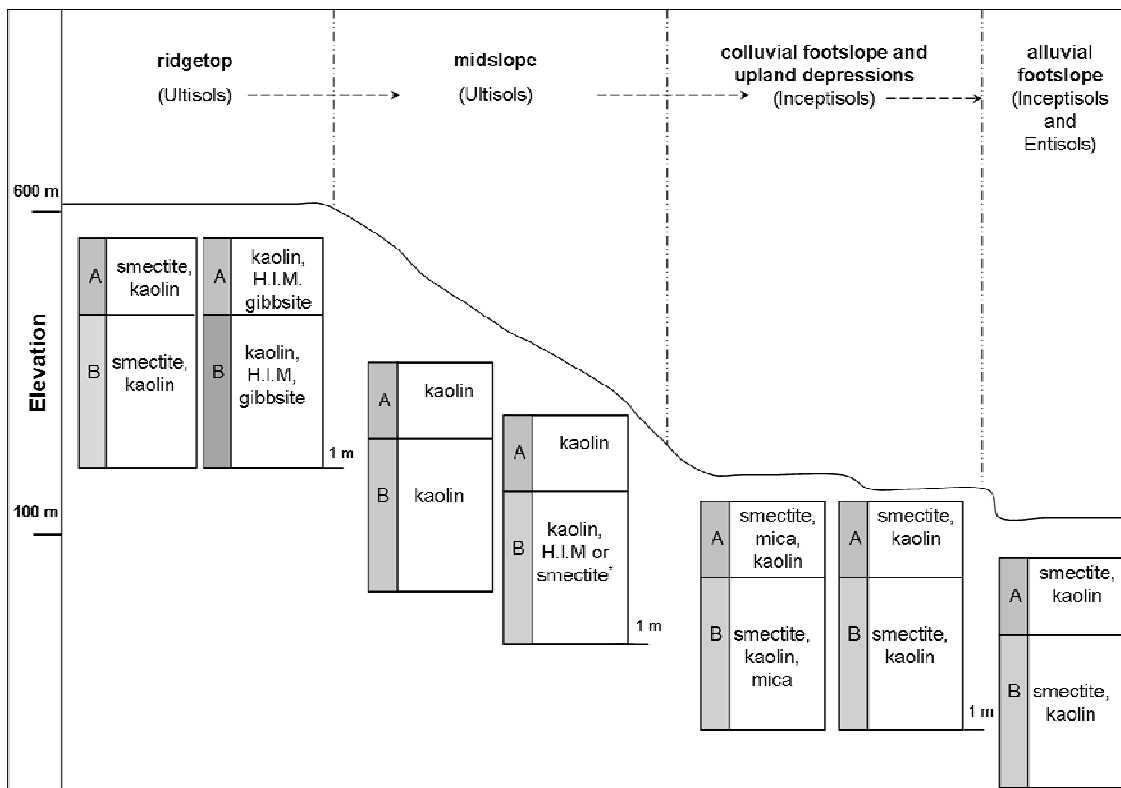 ridgetop
(Ultisols)
midslope
(Ultisols)
colluvial footslope and
upland depressions
(Inceptisols)
alluvial
footslope
(Inceptisols
and
Entisols)
600 m
100 m
Elevation
A
smectite,
kaolin
B
smectite,
kaolin
A
kaolin,
H.I.M.
gibbsite
B
kaolin,
H.I.M,
gibbsite
1 m
A
kaolin
B
kaolin
A
kaolin
B
kaolin,
H.I.M or
smectite*
1 m
A
smectite,
mica,
kaolin
B
smectite,
kaolin,
mica
A
smectite,
kaolin
B
smectite,
kaolin
1 m
A
smectite,
kaolin
B
smectite,
kaolin